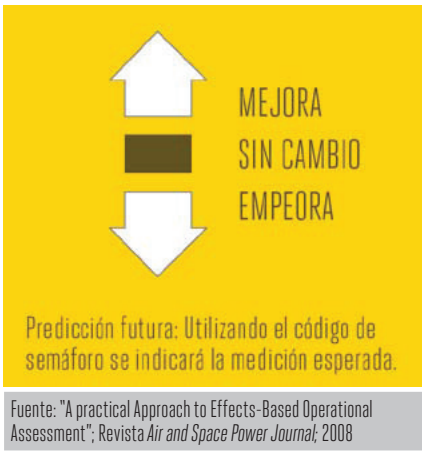 MEJORA
SIN CAMBIO
EMPEORA
Predicción futura: Utilizando el código de
semáforo se indicará la medición esperada.
Fuente: "A practical Approach to Effects-Based Operational
Assessment"; Revista Air and Space Power Journal; 2008